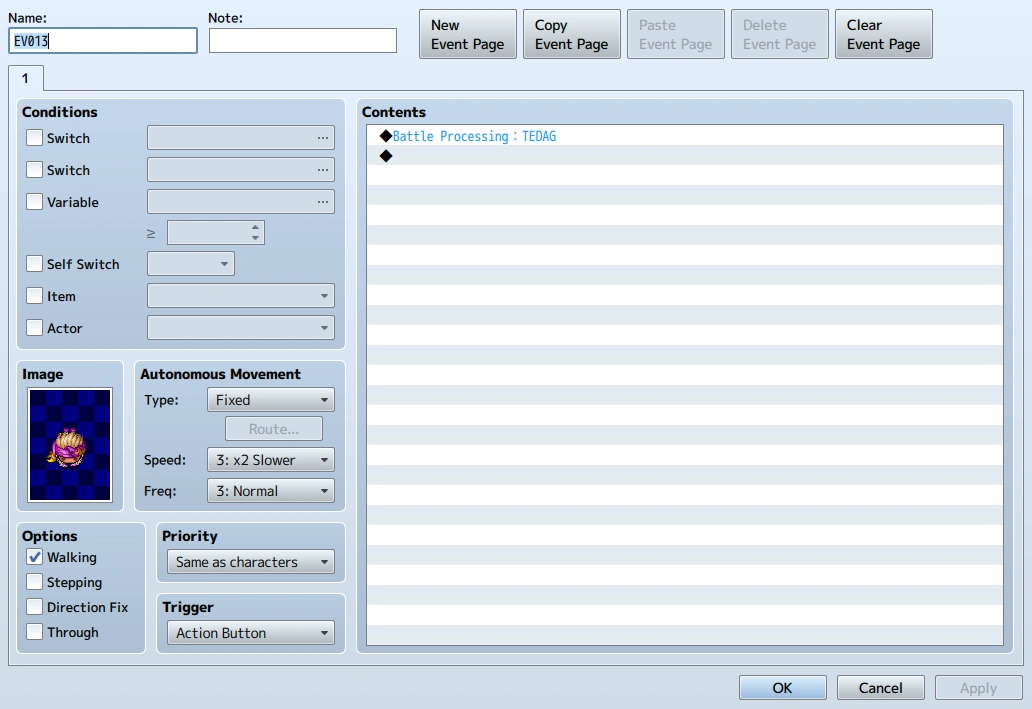 Name:
Note:
EV013
New Event Page
Copy Event Page
Paste Event Page
Delete Event Page
Clear Event Page
1
Conditions
Switch
...
Switch
...
Variable
...
≥
Self Switch
Item
Actor
Image
Autonomous Movement
Type:
Fixed
Route...
Speed:
3: x2 Slower
Freq:
3: Normal
Options
Walking
Stepping
Direction Fix
Through
Priority
Same as characters
Trigger
Action Button
Contents
◆Battle Processing：TEDAG
◆
OK
Cancel
Apply